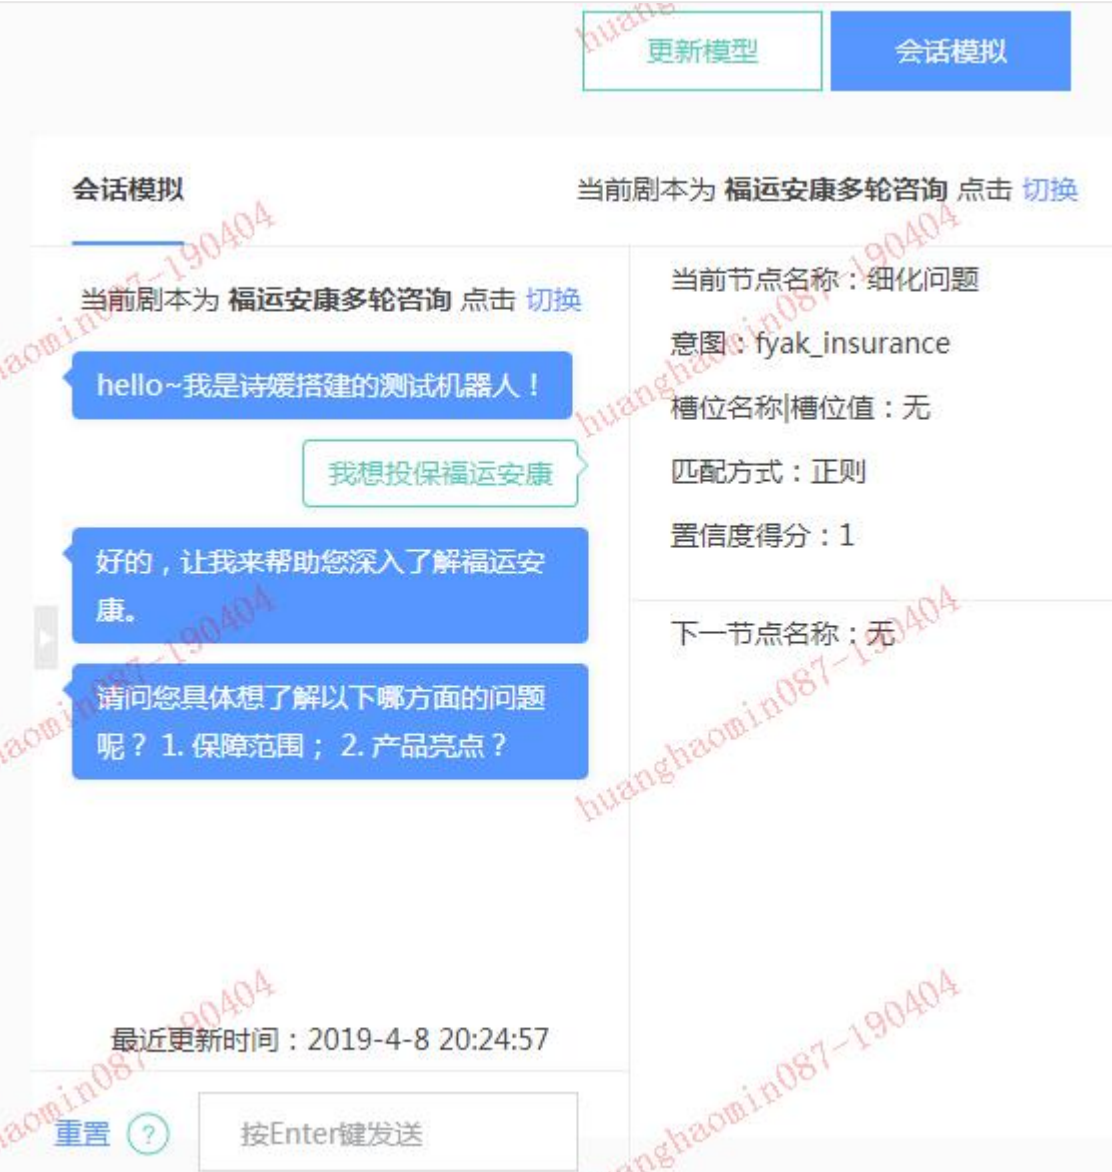 更新模型
会话模拟
会话模拟
当前剧本为 福运安康多轮咨询 点击 切换
当前剧本为 福运安康多轮咨询 点击 切换
hello~我是诗媛搭建的测试机器人！
我想投保福运安康
好的，让我来帮助您深入了解福运安
康。
请问您具体想了解以下哪方面的问题
呢？ 1. 保障范围； 2. 产品亮点？
最近更新时间：2019-4-8 20:24:57
重置
?
按Enter键发送
当前节点名称：细化问题
意图：fyak_insurance
槽位名称|槽位值：无
匹配方式：正则
置信度得分：1
下一节点名称：无
huanghaomin087-190404